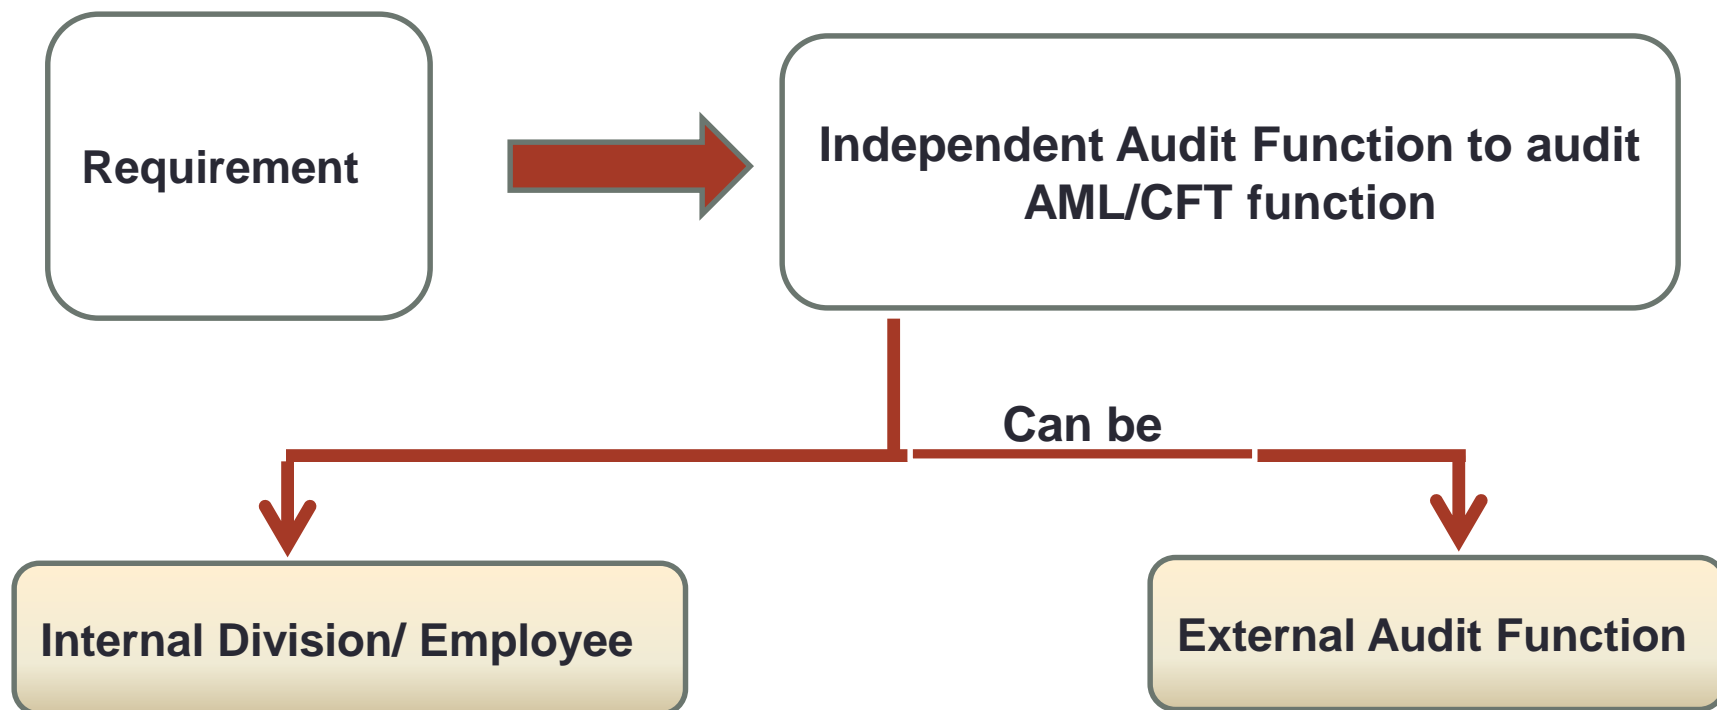 Requirement
Independent Audit Function to audit
AML/CFT function
Can be
Internal Division/ Employee
External Audit Function